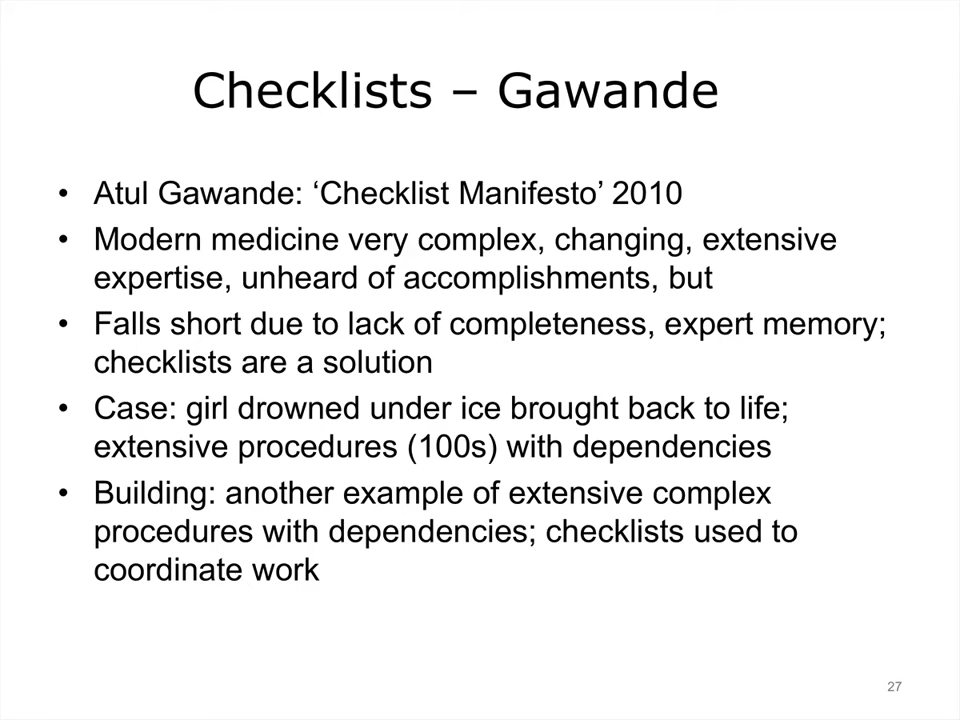 Checklists – Gawande
• Atul Gawande: ‘Checklist Manifesto’ 2010
• Modern medicine very complex, changing, extensive
expertise, unheard of accomplishments, but
• Falls short due to lack of completeness, expert memory;
checklists are a solution
• Case: girl drowned under ice brought back to life;
extensive procedures (100s) with dependencies
• Building: another example of extensive complex
procedures with dependencies; checklists used to
coordinate work
27